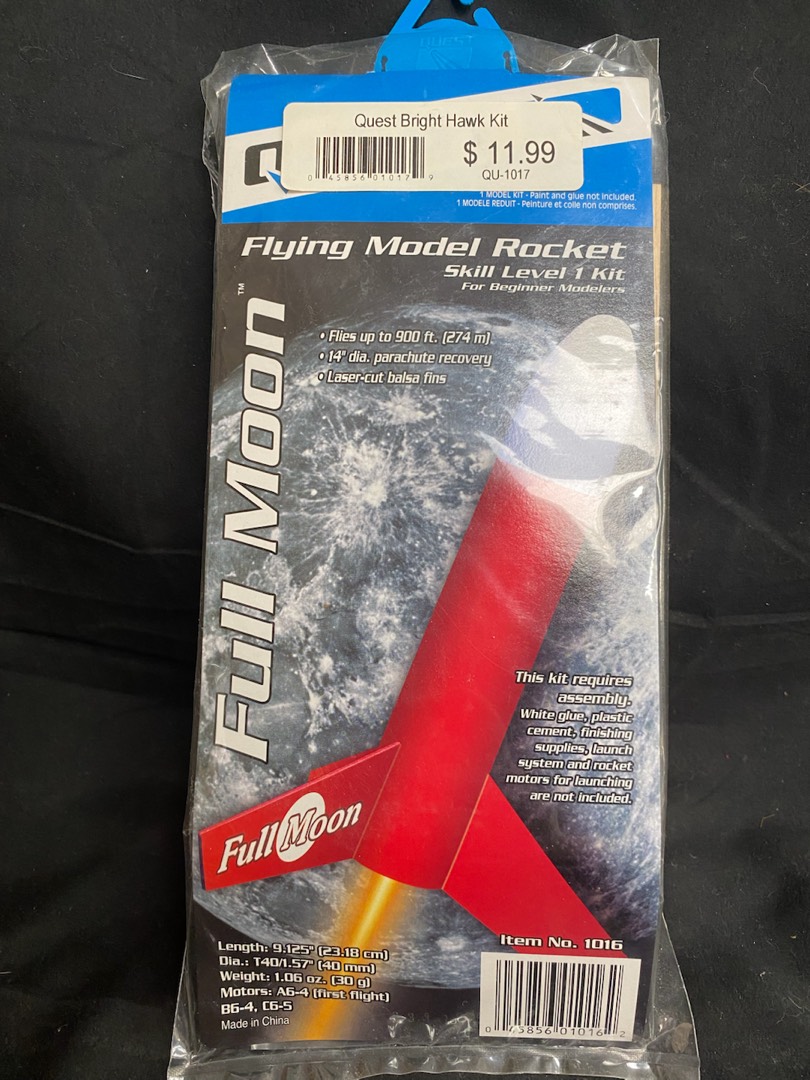 QUEST
Quest Bright Hawk Kit
$ 11.99
0 45856 01017 9
QU-1017
Q
1 MODEL KIT - Paint and glue not included.
1 MODELE REDUIT - Peinture et colle non comprises.
Flying Model Rocket
Skill Level 1 Kit
For Beginner Modelers
Full Moon™
• Flies up to 900 ft. (274 m)
• 14" dia. parachute recovery
• Laser-cut balsa fins
This kit requires
assembly.
White glue, plastic
cement, finishing
supplies, launch
system and rocket
motors for launching
are not included.
Full Moon
Length: 9.125" (23.18 cm)
Dia.: T40/1.57" (40 mm)
Weight: 1.06 oz. (30 g)
Motors: A6-4 (first flight)
B6-4, C6-5
Made in China
Item No. 1016
0 45856 01016 2